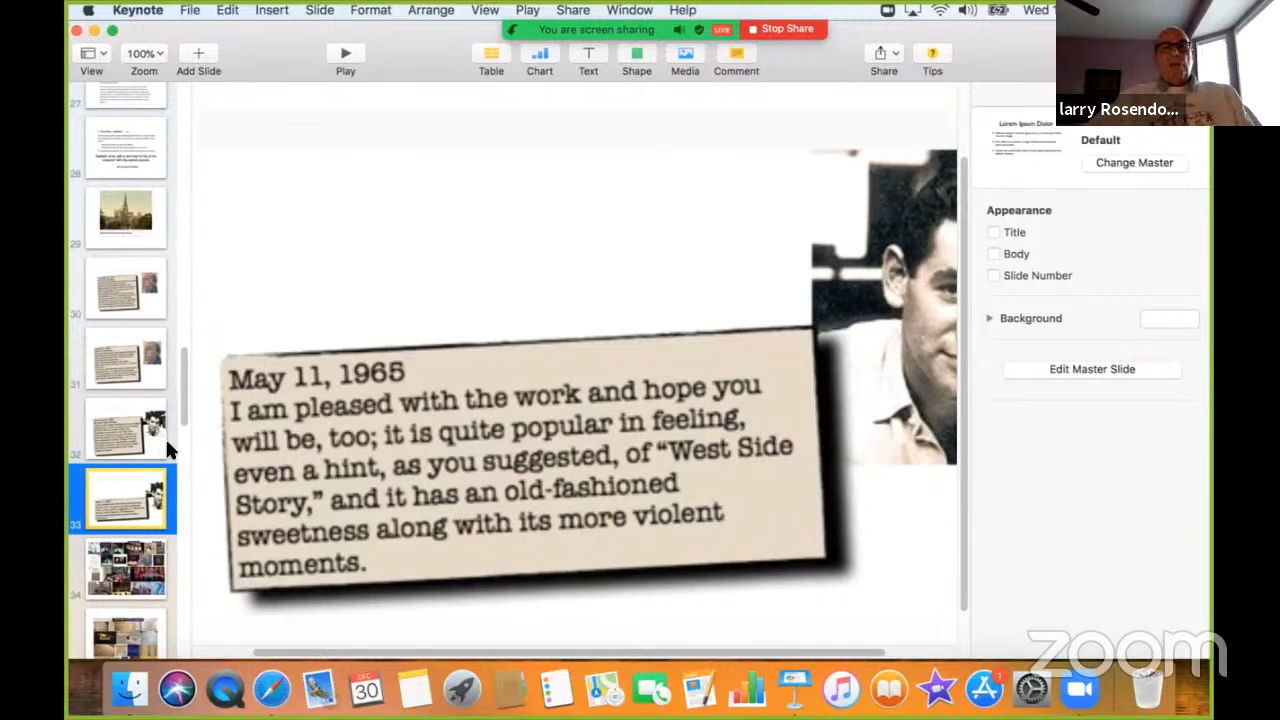 Keynote File Edit Insert Slide Format Arrange View Play Share Window Help Wed
You are screen sharing LIVE Stop Share
100%
View Zoom Add Slide Play Table Chart Text Shape Media Comment Share Tips
larry Rosendo...
27
28
29
30
31
32
33
34
May 11, 1965
I am pleased with the work and hope you
will be, too; it is quite popular in feeling,
even a hint, as you suggested, of “West Side
Story,” and it has an old-fashioned
sweetness along with its more violent
moments.
Lorem Ipsum Dolor
Default
Change Master
Appearance
Title
Body
Slide Number
Background
Edit Master Slide
DEC
30
1
zoom